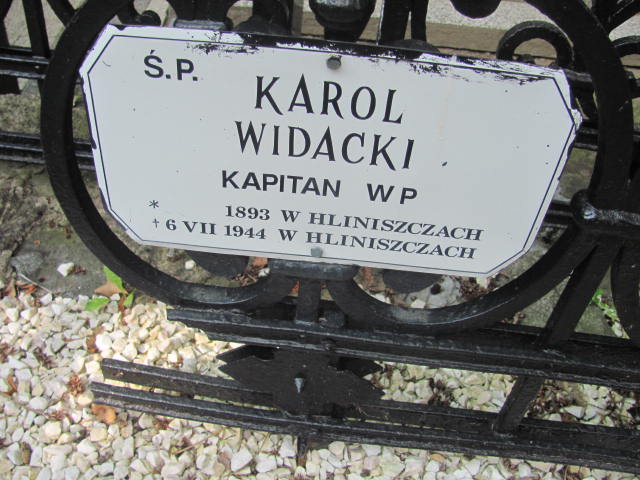 Ś.P.
KAROL
WIDACKI
KAPITAN WP
* 1893 W HLINISZCZACH
† 6 VII 1944 W HLINISZCZACH